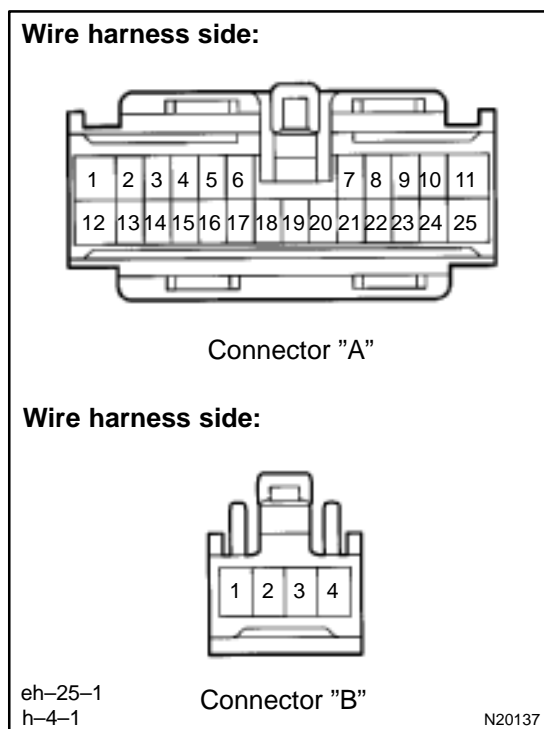 Wire harness side:
1 2 3 4 5 6 7 8 9 10 11
12 13 14 15 16 17 18 19 20 21 22 23 24 25
Connector ”A”
Wire harness side:
1 2 3 4
eh–25–1
h–4–1
Connector ”B”
N20137